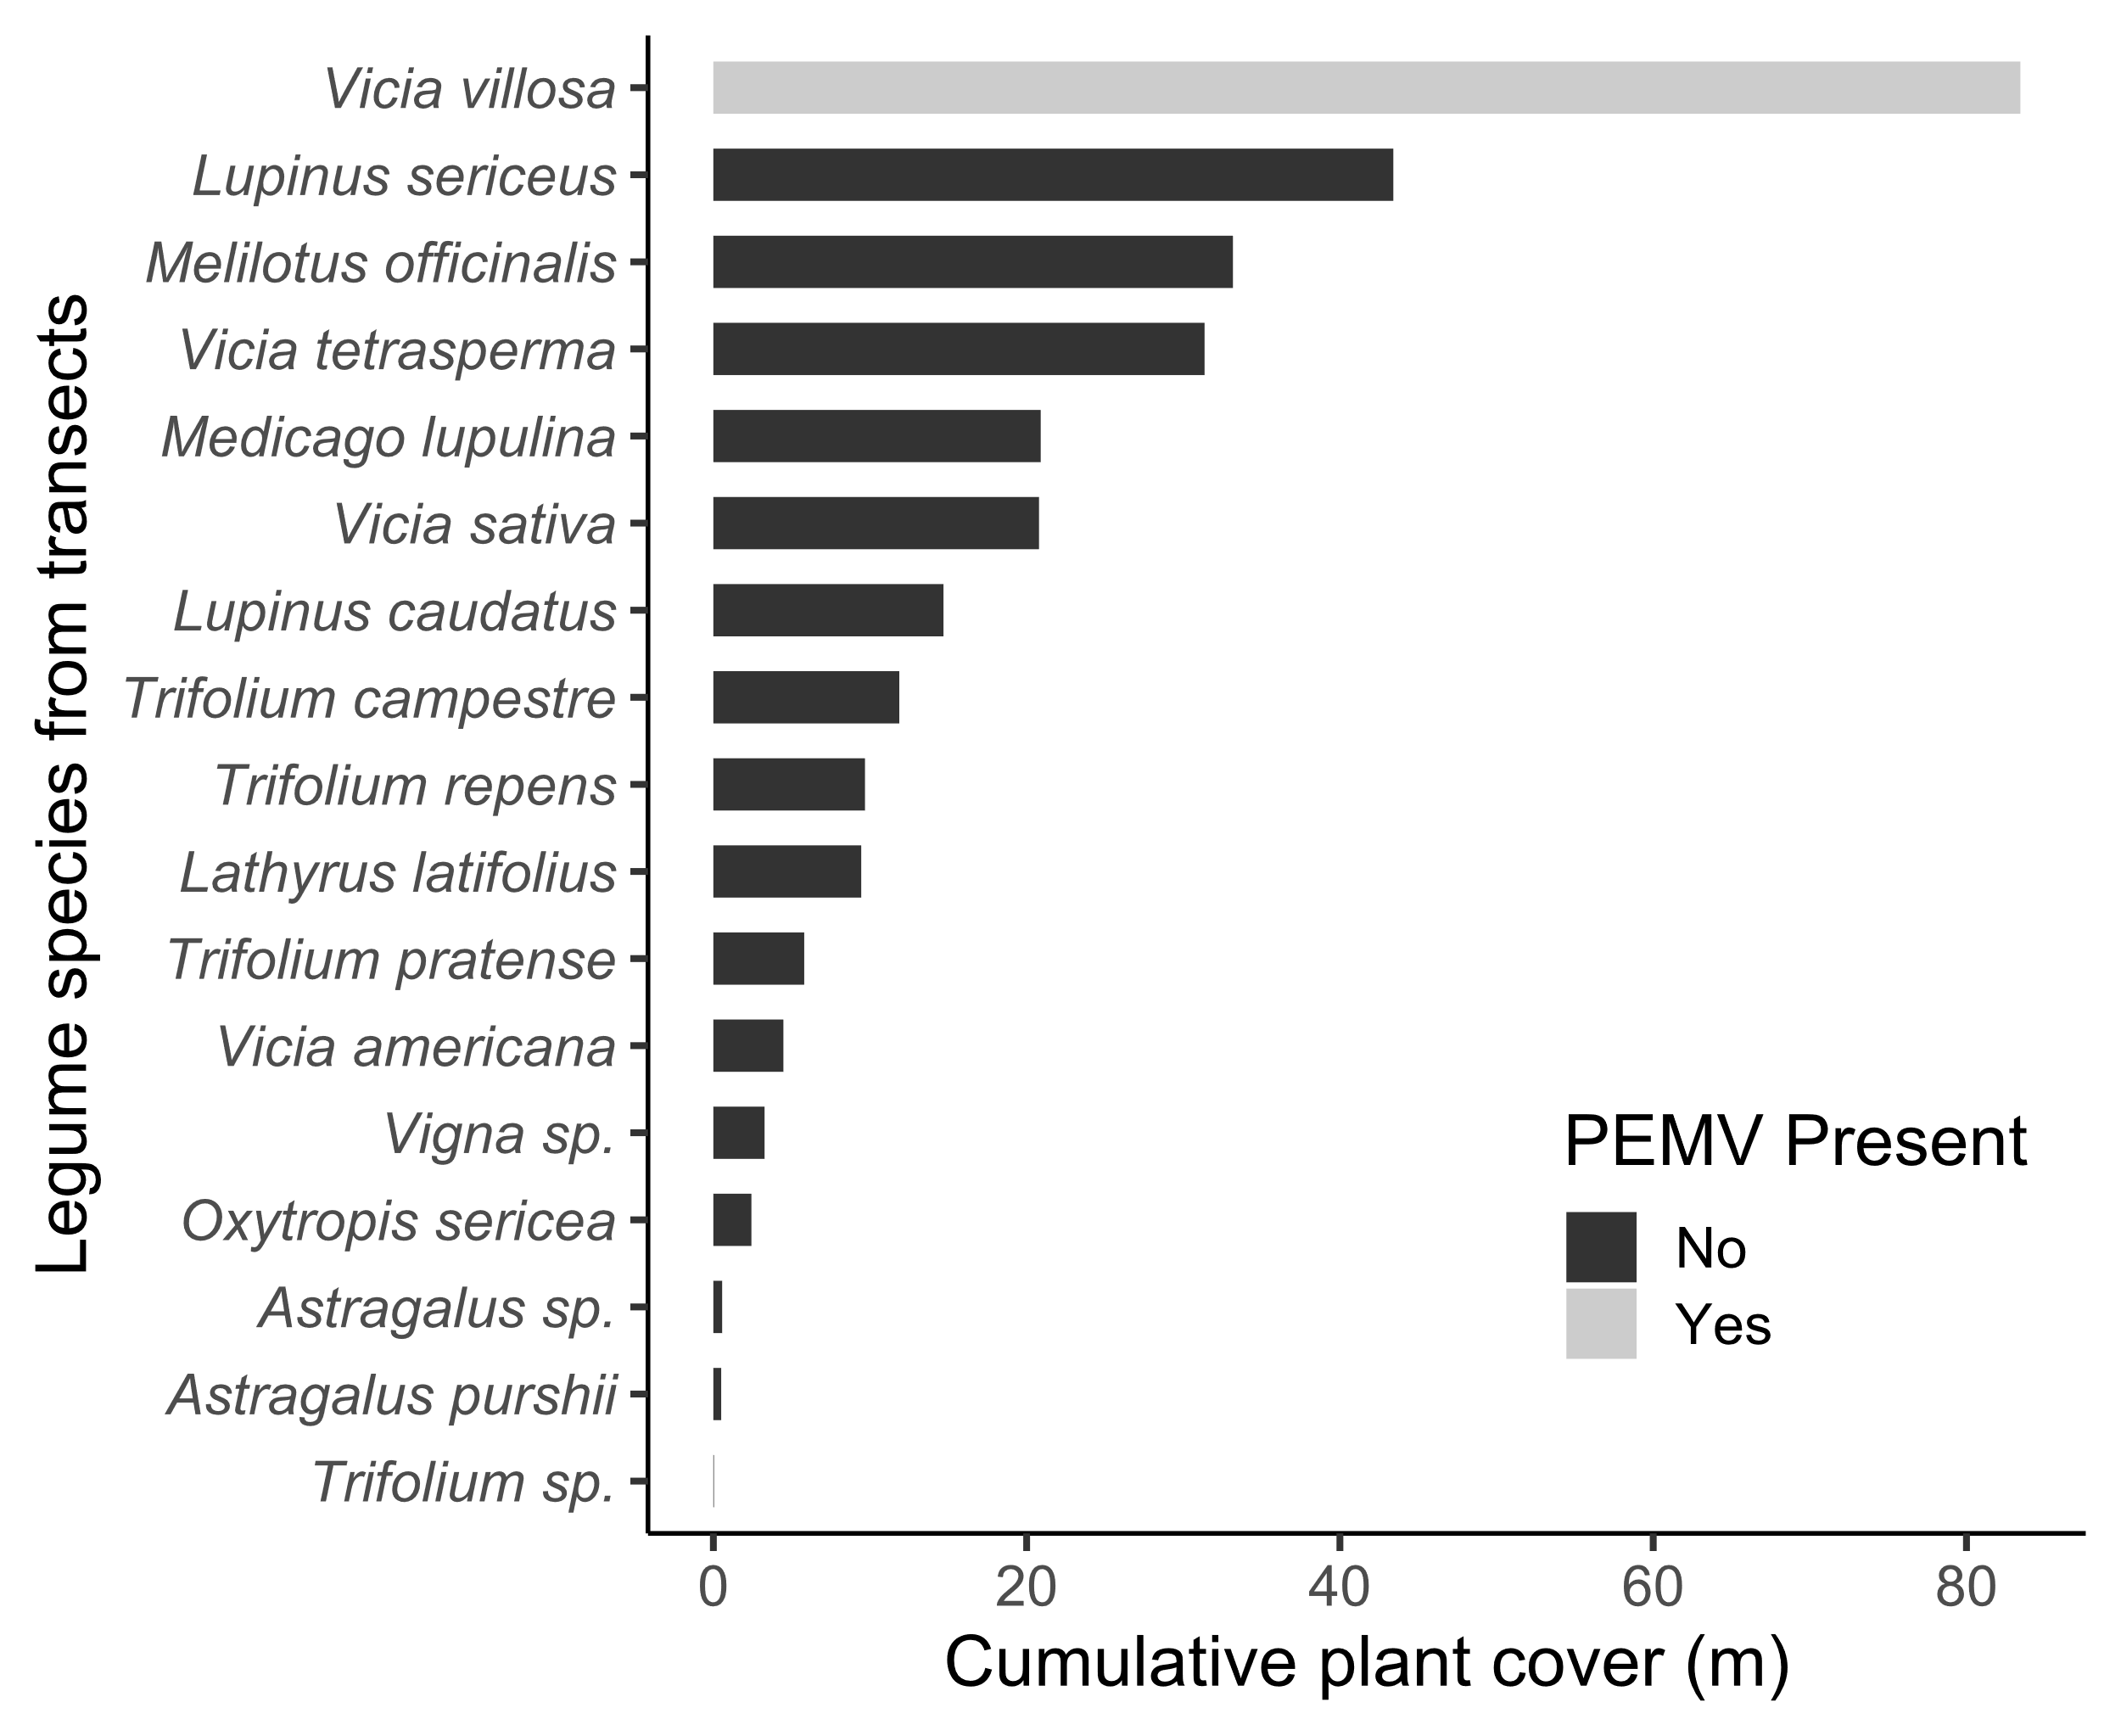 Legume species from transects
Vicia villosa
Lupinus sericeus
Melilotus officinalis
Vicia tetrasperma
Medicago lupulina
Vicia sativa
Lupinus caudatus
Trifolium campestre
Trifolium repens
Lathyrus latifolius
Trifolium pratense
Vicia americana
Vigna sp.
Oxytropis sericea
Astragalus sp.
Astragalus purshii
Trifolium sp.
PEMV Present
No
Yes
0 20 40 60 80
Cumulative plant cover (m)